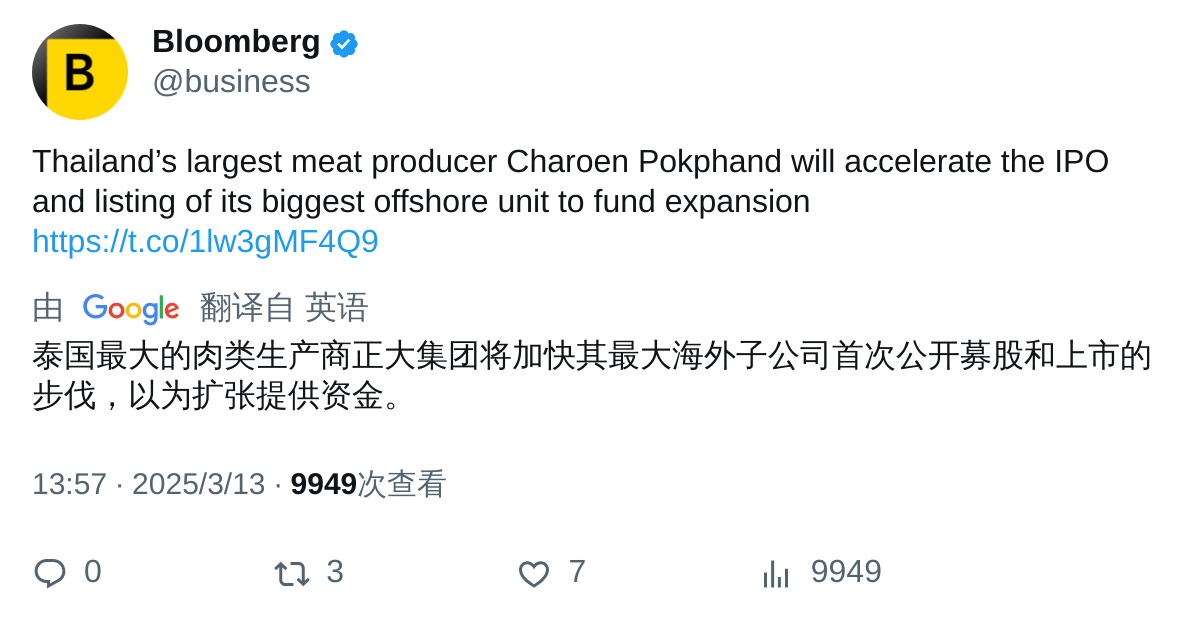 B
Bloomberg
@business
Thailand’s largest meat producer Charoen Pokphand will accelerate the IPO
and listing of its biggest offshore unit to fund expansion
https://t.co/1lw3gMF4Q9
由 Google 翻译自 英语
泰国最大的肉类生产商正大集团将加快其最大海外子公司首次公开募股和上市的
步伐，以为扩张提供资金。
13:57 · 2025/3/13 · 9949次查看
0 3 7 9949